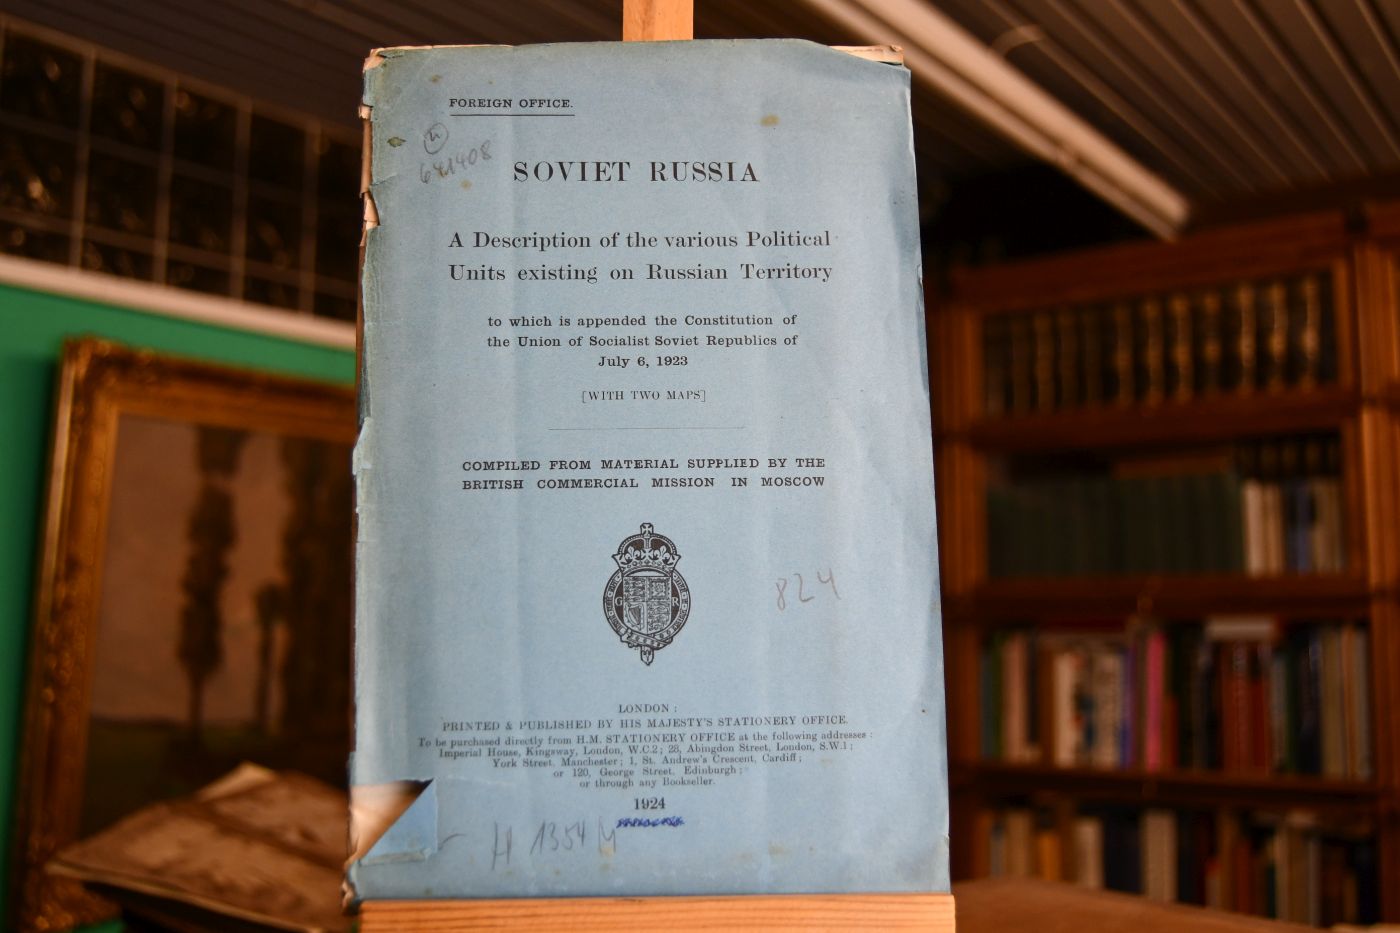 FOREIGN OFFICE.
641408
SOVIET RUSSIA
A Description of the various Political
Units existing on Russian Territory
to which is appended the Constitution of
the Union of Socialist Soviet Republics of
July 6, 1923
[WITH TWO MAPS]
COMPILED FROM MATERIAL SUPPLIED BY THE
BRITISH COMMERCIAL MISSION IN MOSCOW
G R
824
LONDON:
PRINTED & PUBLISHED BY HIS MAJESTY'S STATIONERY OFFICE.
To be purchased directly from H.M. STATIONERY OFFICE at the following addresses:
Imperial House, Kingsway, London, W.C.2; 28, Abingdon Street, London, S.W.1;
York Street, Manchester; 1, St. Andrew's Crescent, Cardiff;
or 120, George Street, Edinburgh;
or through any Bookseller.
1924
H 1354 M